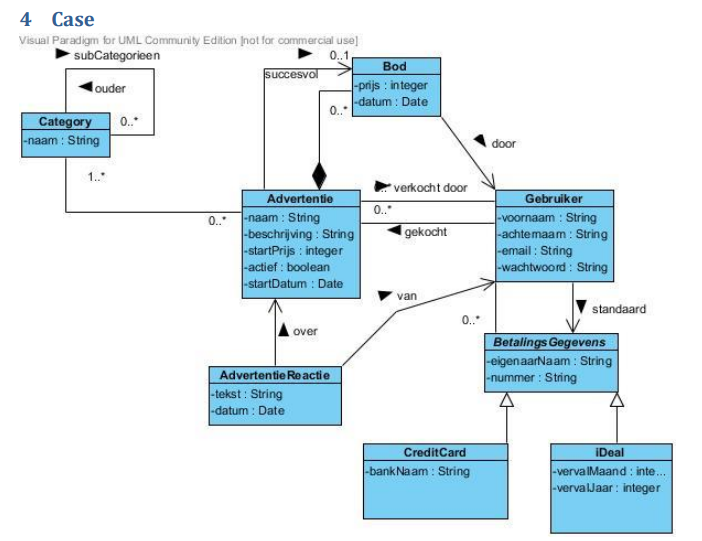 4 Case
Visual Paradigm for UML Community Edition [not for commercial use]
subCategorieen
ouder
0..*
Category
-naam : String
1..*
0..*
succesvol
0..1
0..*
Bod
-prijs : integer
-datum : Date
door
Advertentie
-naam : String
-beschrijving : String
-startPrijs : integer
-actief : boolean
-startDatum : Date
0..* verkocht door
0..*
gekocht
Gebruiker
-voornaam : String
-achternaam : String
-email : String
-wachtwoord : String
van
over
0..*
standaard
BetalingsGegevens
-eigenaarNaam : String
-nummer : String
AdvertentieReactie
-tekst : String
-datum : Date
CreditCard
-bankNaam : String
iDeal
-vervalMaand : inte...
-vervalJaar : integer